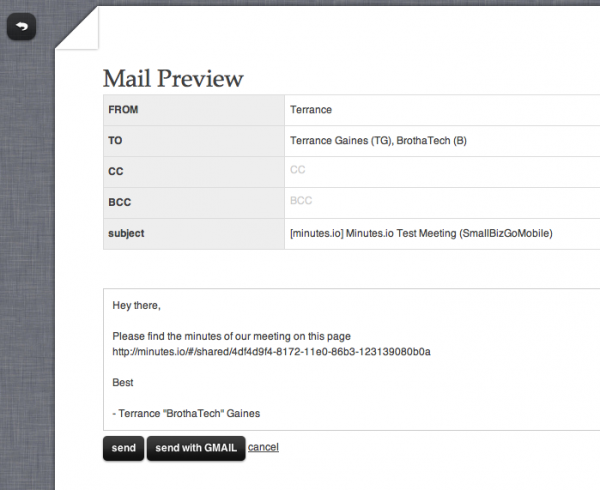 Mail Preview
FROM Terrance
TO Terrance Gaines (TG), BrothaTech (B)
CC CC
BCC BCC
subject [minutes.io] Minutes.io Test Meeting (SmallBizGoMobile)
Hey there,
Please find the minutes of our meeting on this page
http://minutes.io/#/shared/4df4d9f4-8172-11e0-86b3-123139080b0a
Best
- Terrance "BrothaTech" Gaines
send send with GMAIL cancel